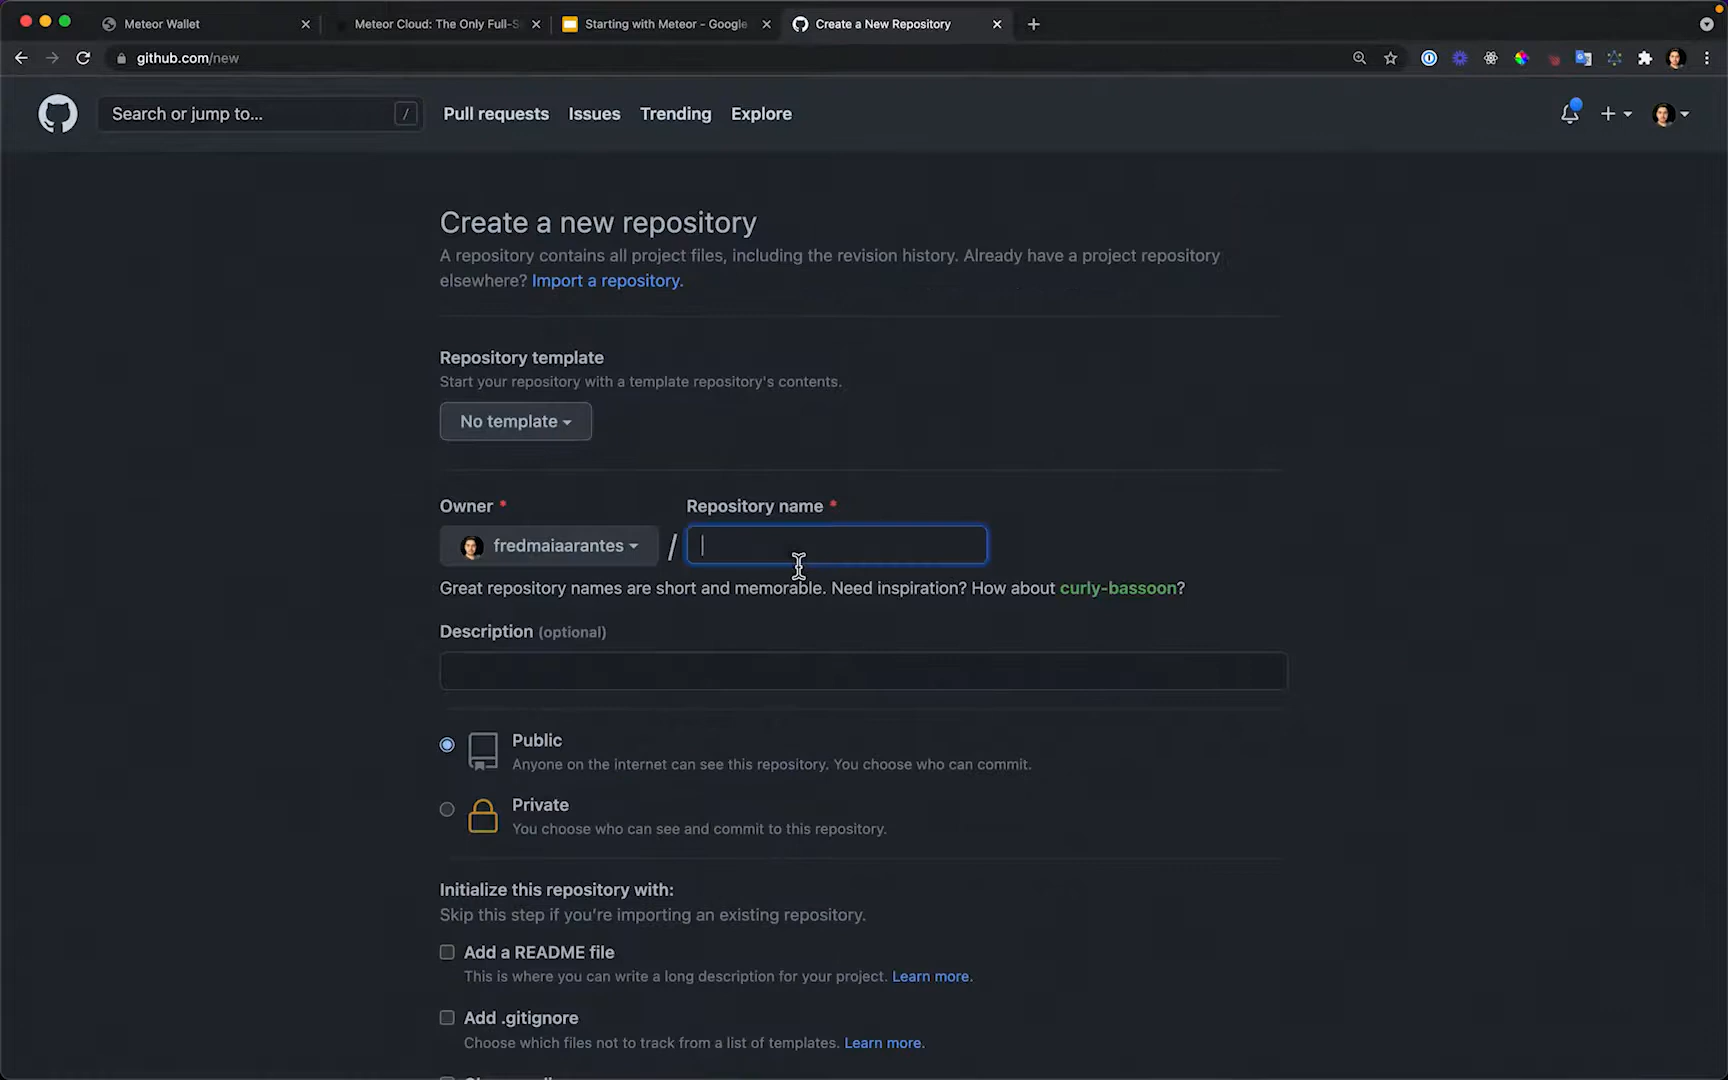 Meteor Wallet
Meteor Cloud: The Only Full-S
Starting with Meteor - Google
Create a New Repository
github.com/new
Search or jump to... /
Pull requests
Issues
Trending
Explore
Create a new repository
A repository contains all project files, including the revision history. Already have a project repository
elsewhere? Import a repository.
Repository template
Start your repository with a template repository's contents.
No template
Owner *
Repository name *
fredmaiaarantes
/
Great repository names are short and memorable. Need inspiration? How about curly-bassoon?
Description (optional)
Public
Anyone on the internet can see this repository. You choose who can commit.
Private
You choose who can see and commit to this repository.
Initialize this repository with:
Skip this step if you're importing an existing repository.
Add a README file
This is where you can write a long description for your project. Learn more.
Add .gitignore
Choose which files not to track from a list of templates. Learn more.